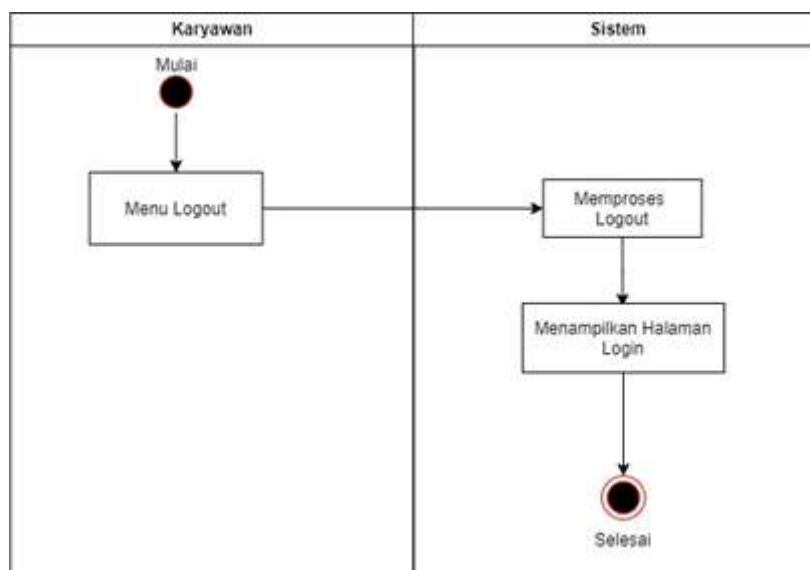 Karyawan
Sistem
Mulai
Menu Logout
Memproses
Logout
Menampilkan Halaman
Login
Selesai